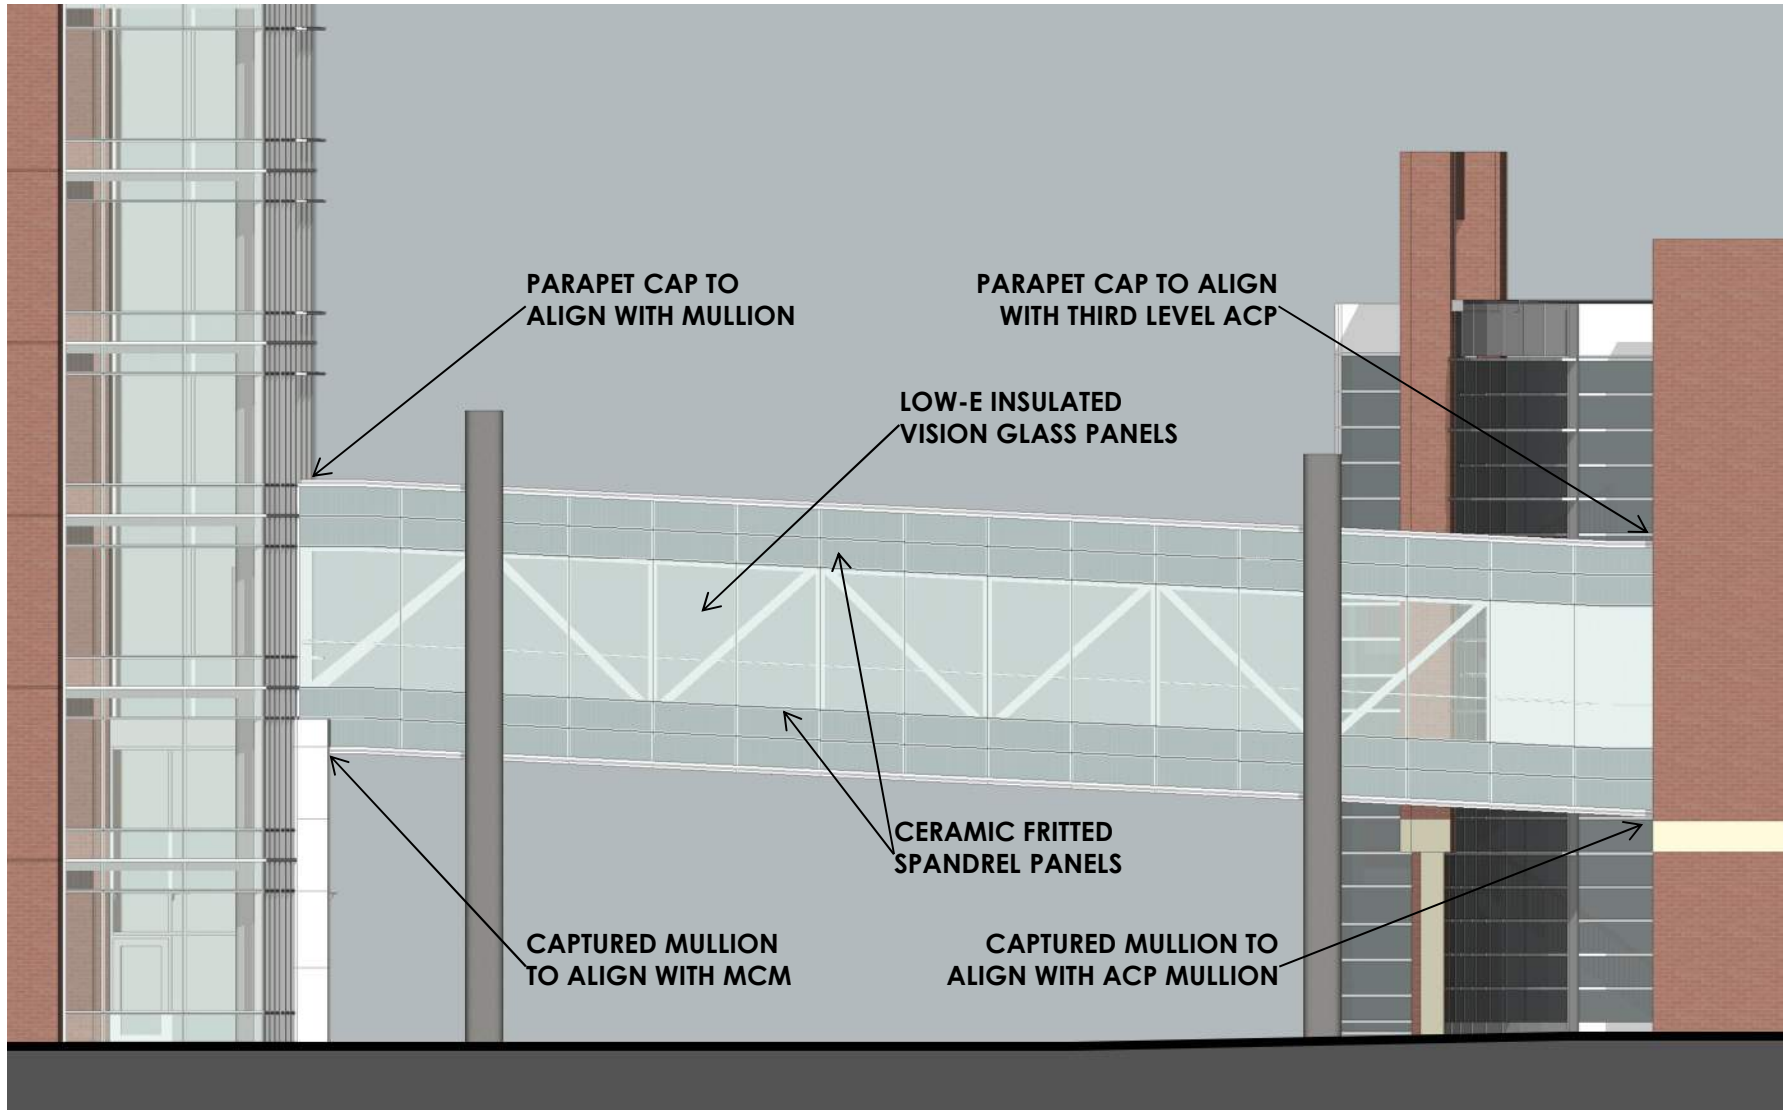 PARAPET CAP TO
ALIGN WITH MULLION
PARAPET CAP TO ALIGN
WITH THIRD LEVEL ACP
LOW-E INSULATED
VISION GLASS PANELS
CERAMIC FRITTED
SPANDREL PANELS
CAPTURED MULLION
TO ALIGN WITH MCM
CAPTURED MULLION TO
ALIGN WITH ACP MULLION